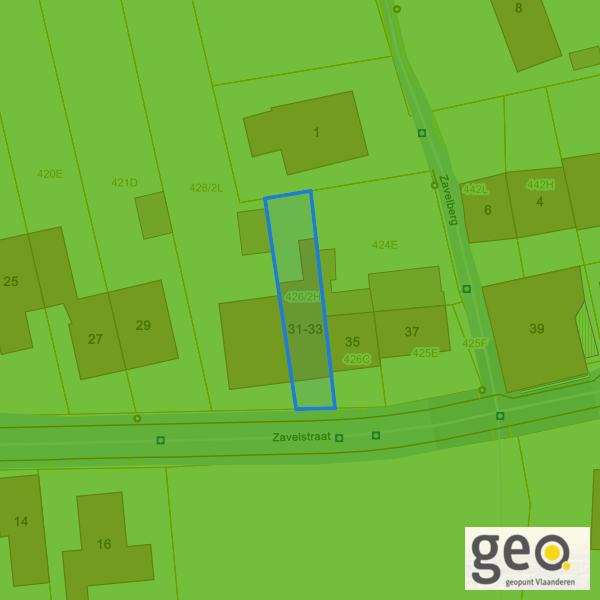 8
1
420E
421D
426/2L
442L
442H
Zavelberg
6
4
424E
25
426/2H
27
29
31-33
35
37
39
426C
425E
425F
Zavelstraat
14
16
geo
geopunt Vlaanderen